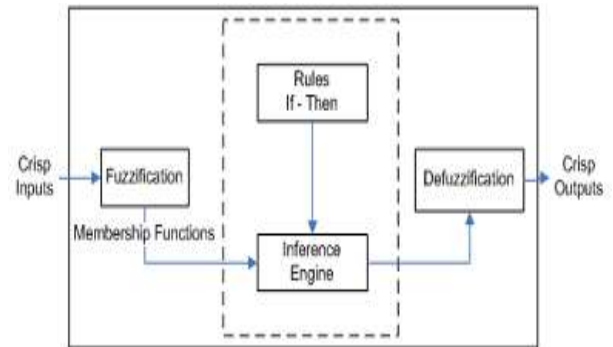 Rules
If - Then
Crisp
Inputs
Fuzzification
Defuzzification
Crisp
Outputs
Membership Functions
Inference
Engine